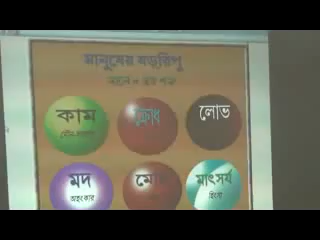 মানুষের ষড়রিপু
কাম
ক্রোধ
লোভ
মদ
অহংকার
মোহ
মাৎসর্য
হিংসা